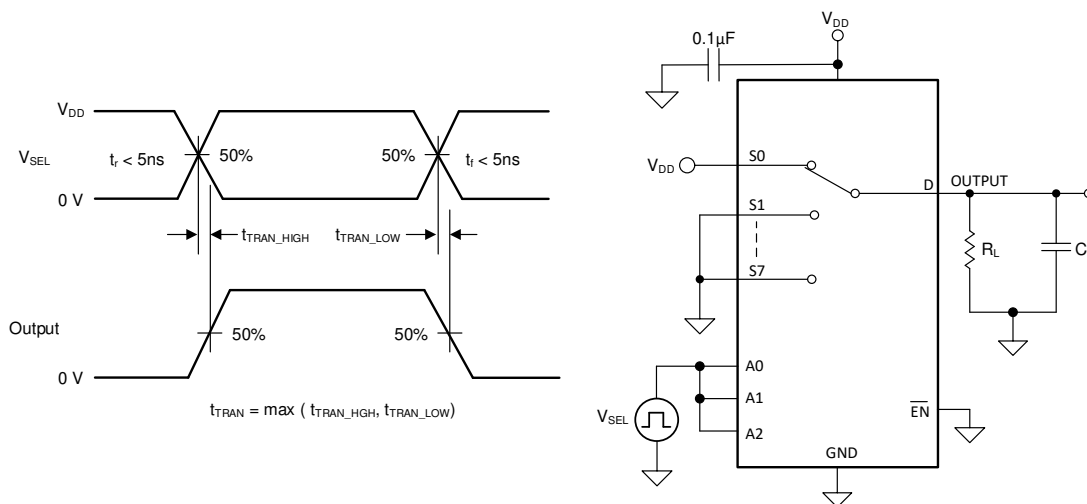 V_DD
V_SEL
0 V
t_r < 5ns
50%
50%
t_f < 5ns
t_TRAN_HIGH
t_TRAN_LOW
Output
0 V
50%
50%
t_TRAN = max ( t_TRAN_HGH, t_TRAN_LOW)
V_DD
0.1µF
V_DD
S0
S1
S7
D
OUTPUT
R_L
C
A0
A1
A2
V_SEL
EN
GND